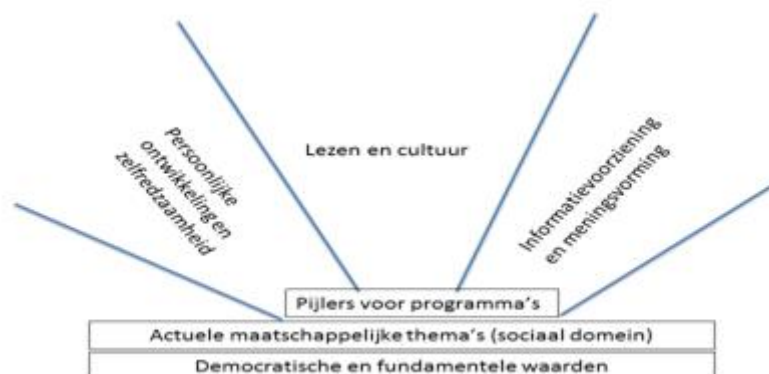 Persoonlijke
ontwikkeling en
zelfredzaamheid
Lezen en cultuur
Informatievoorziening
en meningsvorming
Pijlers voor programma's
Actuele maatschappelijke thema's (sociaal domein)
Democratische en fundamentele waarden